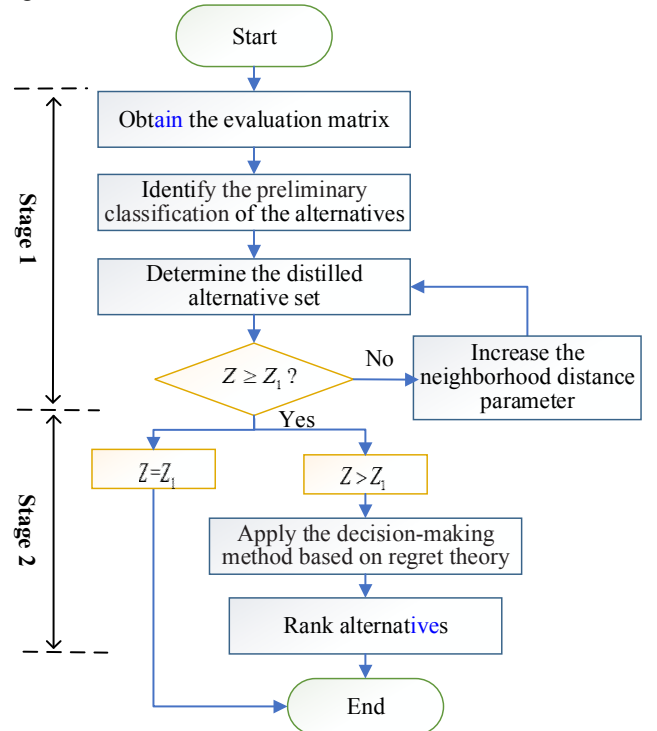 Start
Obtain the evaluation matrix
Identify the preliminary
classification of the alternatives
Determine the distilled
alternative set
Z ≥ Z₁ ?
No
Increase the
neighborhood distance
parameter
Yes
Z=Z₁
Z>Z₁
Apply the decision-making
method based on regret theory
Rank alternatives
End
Stage 1
Stage 2